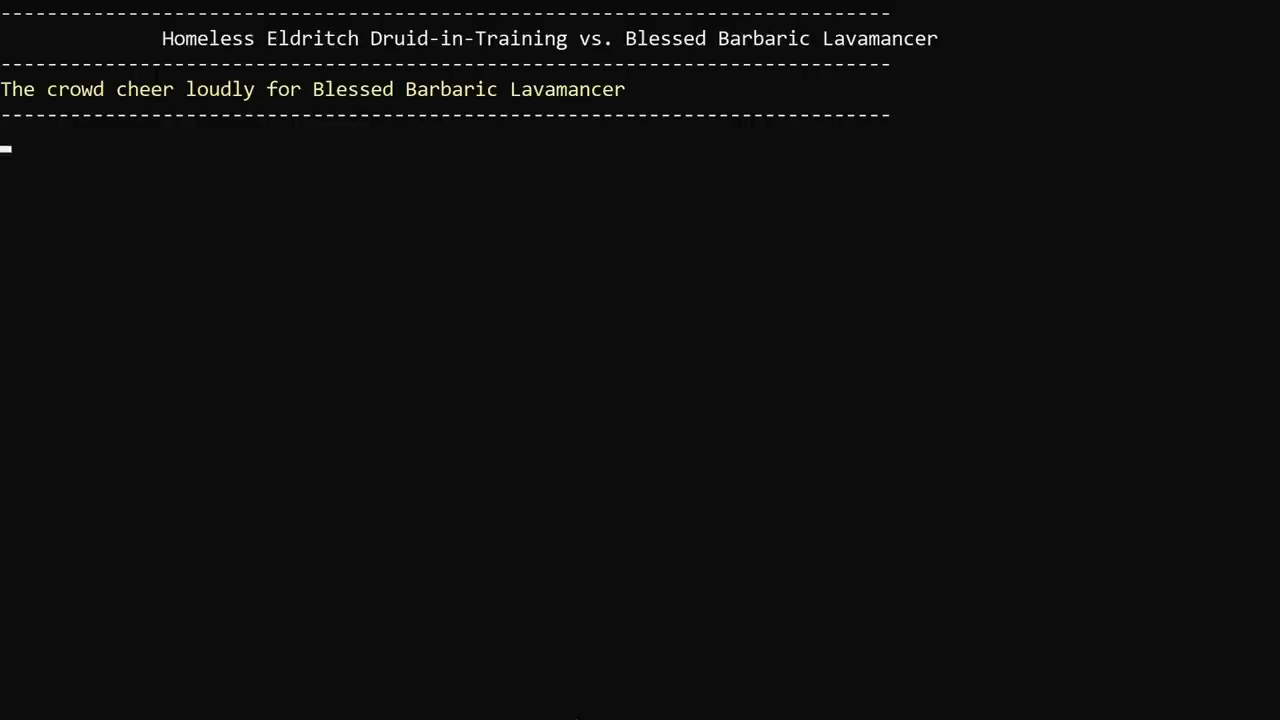 -----------------------------------------------------------------------------
Homeless Eldritch Druid-in-Training vs. Blessed Barbaric Lavamancer
-----------------------------------------------------------------------------
The crowd cheer loudly for Blessed Barbaric Lavamancer
-----------------------------------------------------------------------------